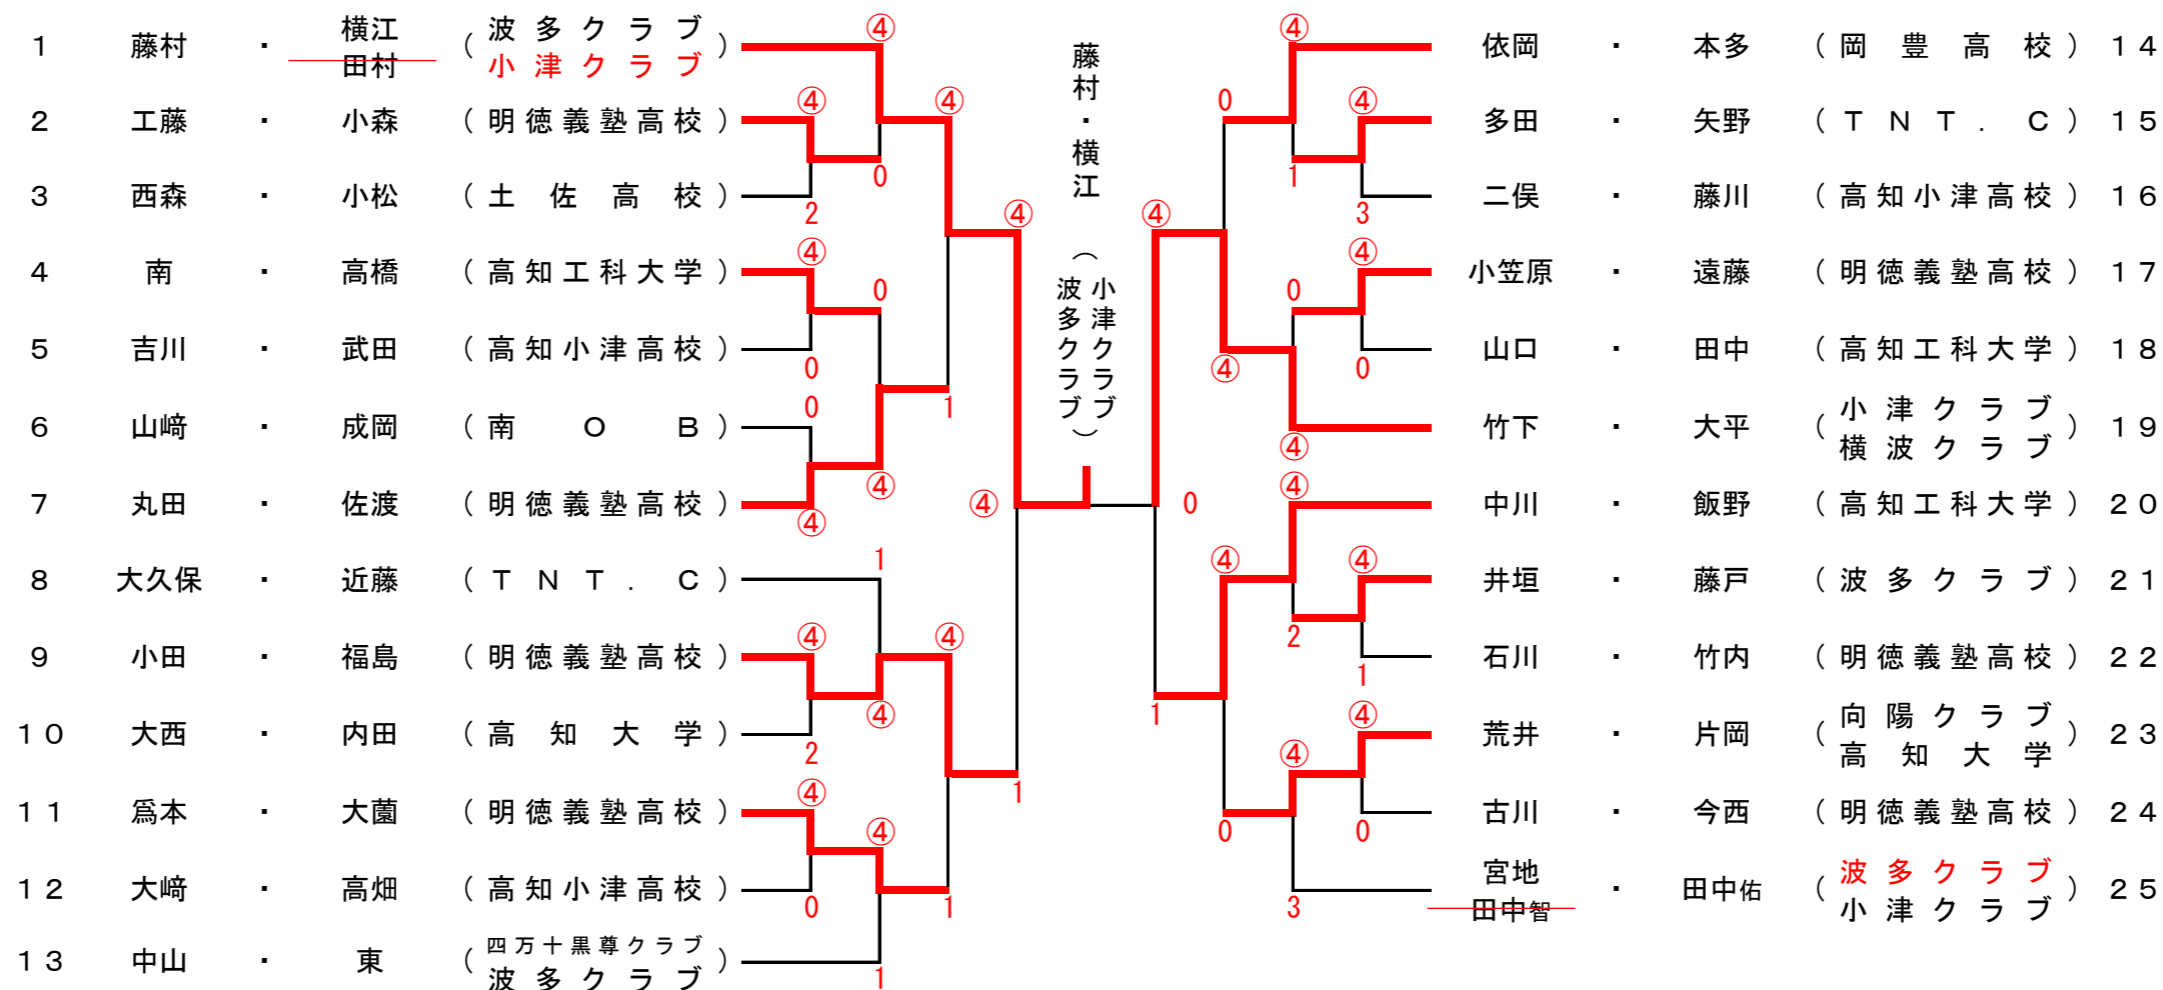 1 藤村 ・ 横江 ( 波多クラブ )
田村 小津クラブ
2 工藤 ・ 小森 ( 明徳義塾高校 )
3 西森 ・ 小松 ( 土佐高校 )
4 南 ・ 高橋 ( 高知工科大学 )
5 吉川 ・ 武田 ( 高知小津高校 )
6 山﨑 ・ 成岡 ( 南OB )
7 丸田 ・ 佐渡 ( 明徳義塾高校 )
8 大久保 ・ 近藤 ( TNT.C )
9 小田 ・ 福島 ( 明徳義塾高校 )
10 大西 ・ 内田 ( 高知大学 )
11 爲本 ・ 大薗 ( 明徳義塾高校 )
12 大﨑 ・ 高畑 ( 高知小津高校 )
13 中山 ・ 東 ( 四万十黒尊クラブ )
波多クラブ
④
④
④
0
2
④
0
0
0
1
④
④
1
④
④
④
2
④
④
0
1
1
④
1
④
藤村・横江
(小津クラブ
波多クラブ)
0
④
1
④
0
④
1
3
④
0
0
④
④
④
④
2
1
④
④
0
0
3
依岡 ・ 本多 ( 岡豊高校 ) 14
多田 ・ 矢野 ( TNT.C ) 15
二俣 ・ 藤川 ( 高知小津高校 ) 16
小笠原 ・ 遠藤 ( 明徳義塾高校 ) 17
山口 ・ 田中 ( 高知工科大学 ) 18
竹下 ・ 大平 ( 小津クラブ ) 19
横波クラブ
中川 ・ 飯野 ( 高知工科大学 ) 20
井垣 ・ 藤戸 ( 波多クラブ ) 21
石川 ・ 竹内 ( 明徳義塾高校 ) 22
荒井 ・ 片岡 ( 向陽クラブ ) 23
高知大学
古川 ・ 今西 ( 明徳義塾高校 ) 24
宮地 ・ 田中佑 ( 波多クラブ ) 25
田中智 小津クラブ